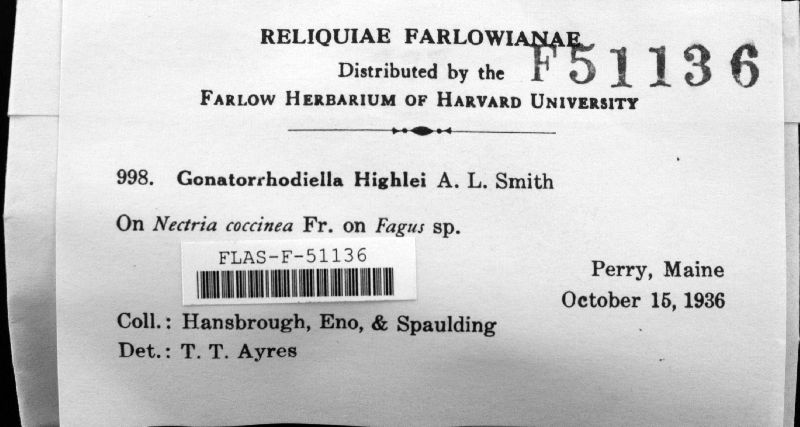 RELIQUIAE FARLOWIANAE
F51136
Distributed by the
FARLOW HERBARIUM OF HARVARD UNIVERSITY
998. Gonatorrhodiella Highlei A. L. Smith
On Nectria coccinea Fr. on Fagus sp.
FLAS-F-51136
Perry, Maine
October 15, 1936
Coll.: Hansbrough, Eno, & Spaulding
Det.: T. T. Ayres